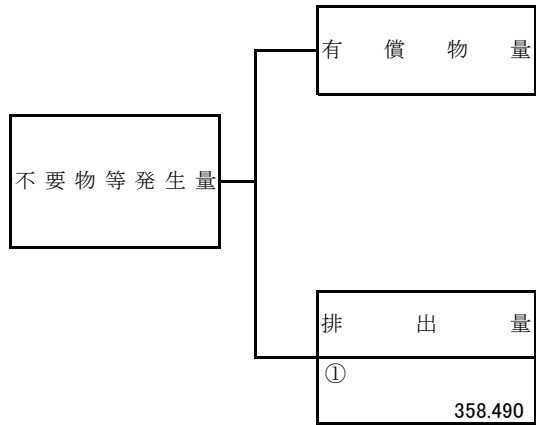 有償物量
不要物等発生量
排出量
①
358.490